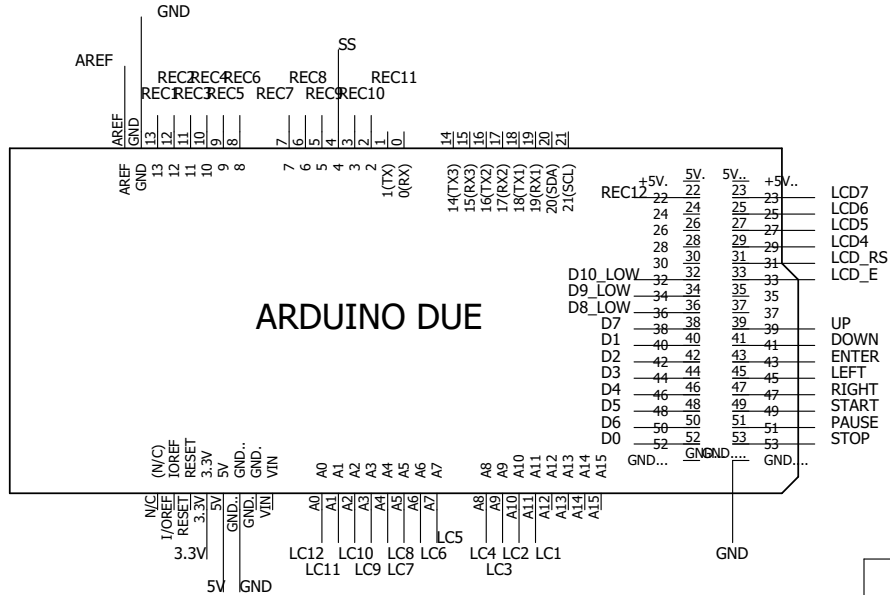 GND
SS
AREF
REC2 REC4 REC6 REC8 REC11
REC1 REC3 REC5 REC7 REC9 REC10
AREF GND 13 12 11 10 9 8 7 6 5 4 3 2 1 0 14 15 16 17 18 19 20 21
AREF GND 13 12 11 10 9 8 7 6 5 4 3 2 1(TX) 0(RX) 14(TX3) 15(RX3) 16(TX2) 17(RX2) 18(TX1) 19(RX1) 20(SDA) 21(SCL)
+5V. 5V. 5V.. +5V..
REC12 22 22 23 23 LCD7
24 24 25 25 LCD6
26 26 27 27 LCD5
28 28 29 29 LCD4
30 30 31 31 LCD_RS
D10_LOW 32 32 33 33 LCD_E
D9_LOW 34 34 35 35
D8_LOW 36 36 37 37
ARDUINO DUE
D7 38 38 39 39 UP
D1 40 40 41 41 DOWN
D2 42 42 43 43 ENTER
D3 44 44 45 45 LEFT
D4 46 46 47 47 RIGHT
D5 48 48 49 49 START
D6 50 50 51 51 PAUSE
D0 52 52 53 53 STOP
GND... GND... GND.... GND....
(N/C) IOREF RESET 3.3V 5V GND.. GND. VIN A0 A1 A2 A3 A4 A5 A6 A7 A8 A9 A10 A11 A12 A13 A14 A15
N/C I/OREF RESET 3.3V 5V GND.. GND. VIN A0 A1 A2 A3 A4 A5 A6 A7 A8 A9 A10 A11 A12 A13 A14 A15
LC5
3.3V LC12 LC10 LC8 LC6 LC4 LC2 LC1 GND
LC11 LC9 LC7 LC3
5V GND